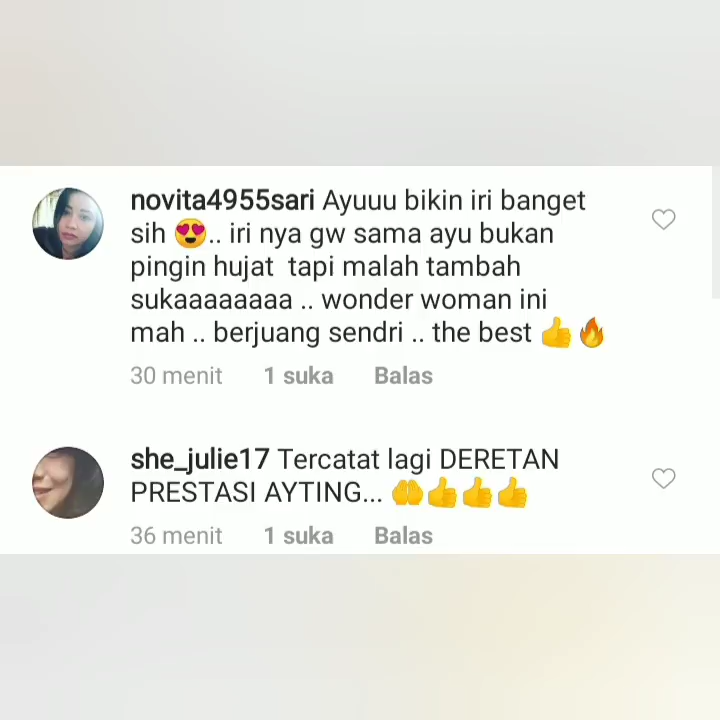 novita4955sari Ayuuu bikin iri banget
sih 😍.. iri nya gw sama ayu bukan
pingin hujat tapi malah tambah
sukaaaaaaaaa .. wonder woman ini
mah .. berjuang sendri .. the best 👍🔥
30 menit 1 suka Balas
she_julie17 Tercatat lagi DERETAN
PRESTASI AYTING... 🤲👍👍👍
36 menit 1 suka Balas